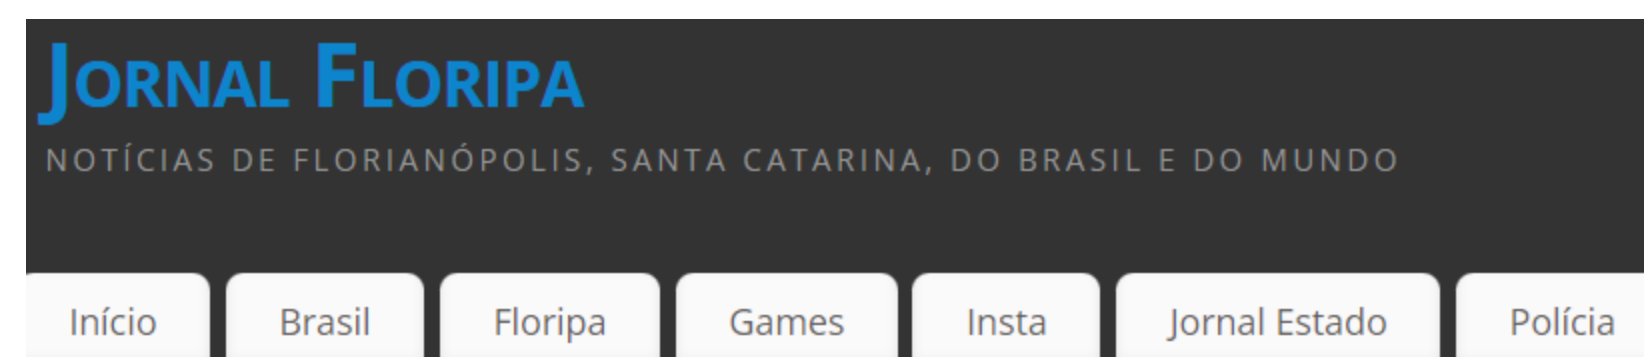 Jornal Floripa
NOTÍCIAS DE FLORIANÓPOLIS, SANTA CATARINA, DO BRASIL E DO MUNDO
Início Brasil Floripa Games Insta Jornal Estado Polícia